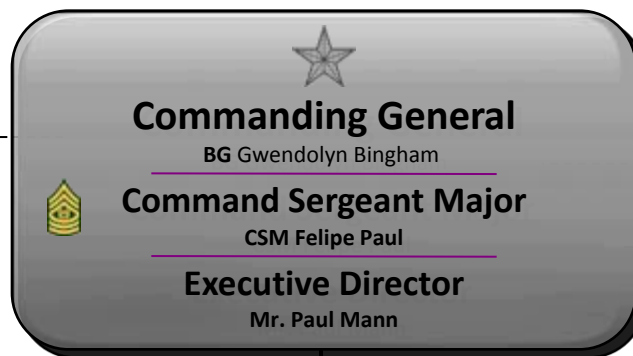 Commanding General
BG Gwendolyn Bingham
Command Sergeant Major
CSM Felipe Paul
Executive Director
Mr. Paul Mann